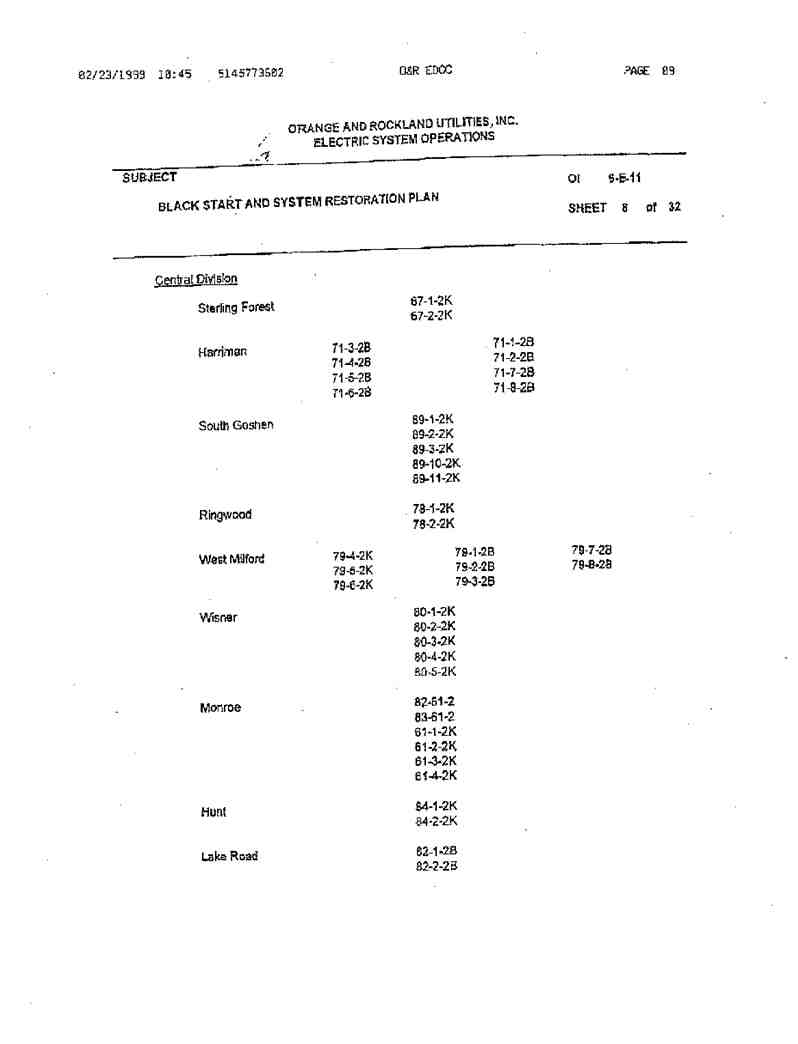 02/23/1999 10:45 5145773602 O&R EDOC PAGE 09
ORANGE AND ROCKLAND UTILITIES, INC.
ELECTRIC SYSTEM OPERATIONS
SUBJECT
OI 6-5-11
BLACK START AND SYSTEM RESTORATION PLAN
SHEET 8 of 32
Central Division
Sterling Forest 67-1-2K
67-2-2K
Harriman 71-3-2B 71-1-2B
71-4-2B 71-2-2B
71-5-2B 71-7-2B
71-6-2B 71-8-2B
South Goshen 89-1-2K
89-2-2K
89-3-2K
89-10-2K
89-11-2K
Ringwood 78-1-2K
78-2-2K
West Milford 79-4-2K 79-1-2B 79-7-2B
79-5-2K 79-2-2B 79-8-2B
79-6-2K 79-3-2B
Wisner 80-1-2K
80-2-2K
80-3-2K
80-4-2K
80-5-2K
Monroe 82-61-2
83-61-2
61-1-2K
61-2-2K
61-3-2K
61-4-2K
Hunt 84-1-2K
84-2-2K
Lake Road 82-1-2B
82-2-2B